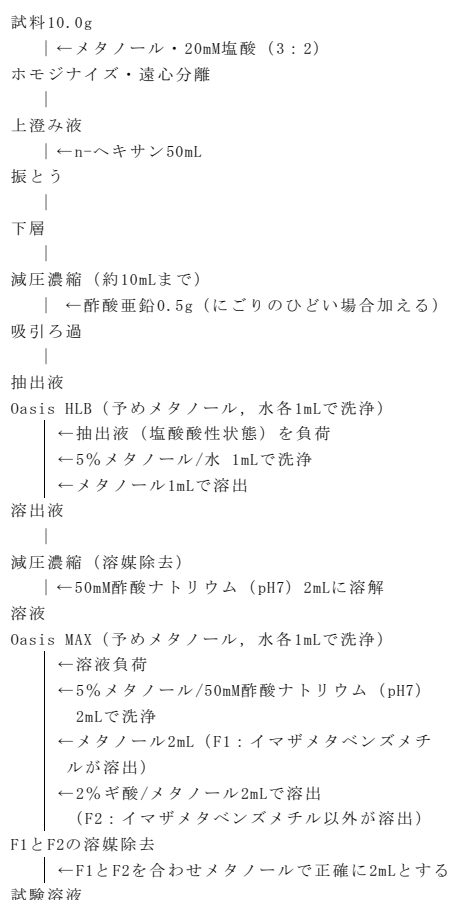 試料10.0g
｜←メタノール・20mM塩酸（3：2）
ホモジナイズ・遠心分離
｜
上澄み液
｜←n-ヘキサン50mL
振とう
｜
下層
｜
減圧濃縮（約10mLまで）
｜ ←酢酸亜鉛0.5g（にごりのひどい場合加える）
吸引ろ過
｜
抽出液
Oasis HLB（予めメタノール，水各1mLで洗浄）
←抽出液（塩酸酸性状態）を負荷
←5％メタノール/水 1mLで洗浄
←メタノール1mLで溶出
溶出液
｜
減圧濃縮（溶媒除去）
｜←50mM酢酸ナトリウム（pH7）2mLに溶解
溶液
Oasis MAX（予めメタノール，水各1mLで洗浄）
←溶液負荷
←5％メタノール/50mM酢酸ナトリウム（pH7）
2mLで洗浄
←メタノール2mL（F1：イマザメタベンズメチ
ルが溶出）
←2％ギ酸/メタノール2mLで溶出
（F2：イマザメタベンズメチル以外が溶出）
F1とF2の溶媒除去
←F1とF2を合わせメタノールで正確に2mLとする
試験溶液